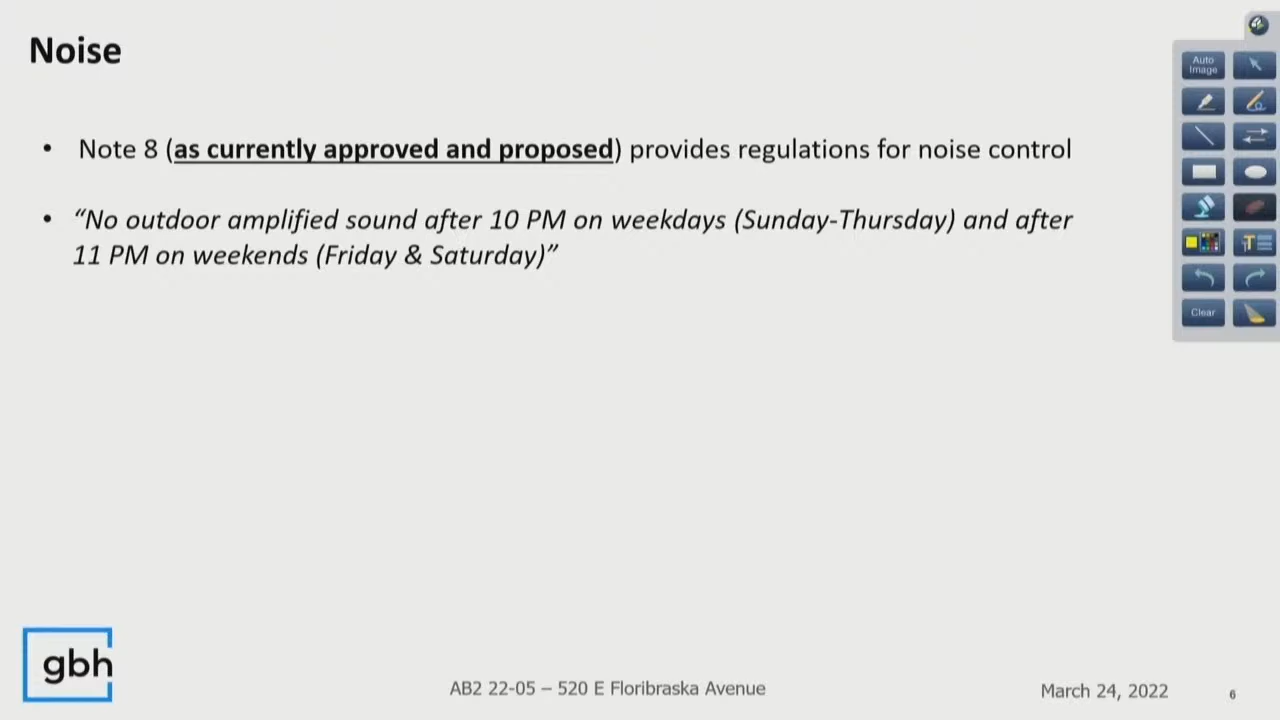 Noise
Auto
Image
• Note 8 (as currently approved and proposed) provides regulations for noise control
• “No outdoor amplified sound after 10 PM on weekdays (Sunday-Thursday) and after
11 PM on weekends (Friday & Saturday)”
T
Clear
gbh
AB2 22-05 – 520 E Floribraska Avenue
March 24, 2022
6